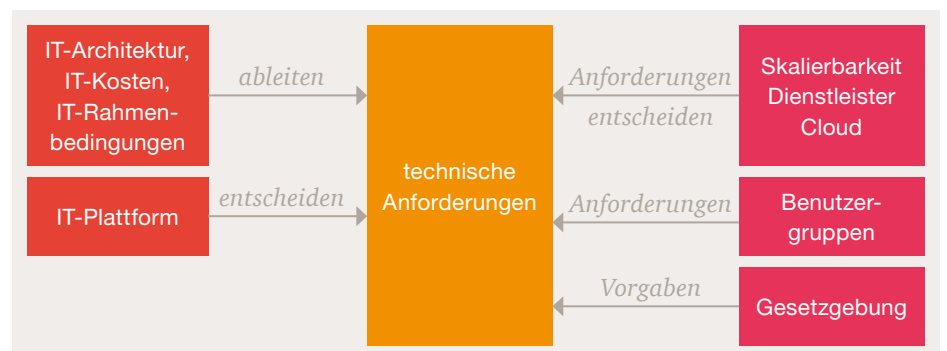 IT-Architektur,
IT-Kosten,
IT-Rahmen-
bedingungen
ableiten
IT-Plattform
entscheiden
technische
Anforderungen
Anforderungen
entscheiden
Skalierbarkeit
Dienstleister
Cloud
Anforderungen
Benutzer-
gruppen
Vorgaben
Gesetzgebung